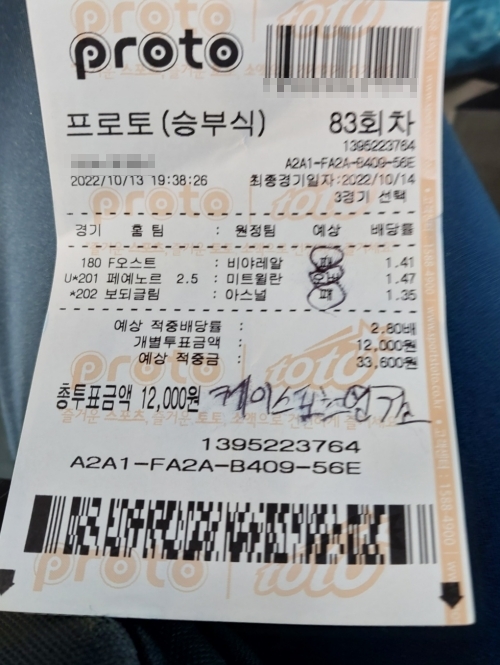 proto
프로토(승부식) 83회차
1395223764
A2A1-FA2A-B409-56E
2022/10/13 19:38:26 최종경기일자:2022/10/14
3경기 선택
경기 홈팀 : 원정팀 예상 배당률
180 F오스트 : 비야레알 패 1.41
U*201 페예노르 2.5 : 미트윌란 오버 1.47
*202 보되글림 : 아스널 패 1.35
예상 적중배당률 : 2.80배
개별투표금액 : 12,000원
예상 적중금 : 33,600원
총투표금액 12,000원
1395223764
A2A1-FA2A-B409-56E
proto toto